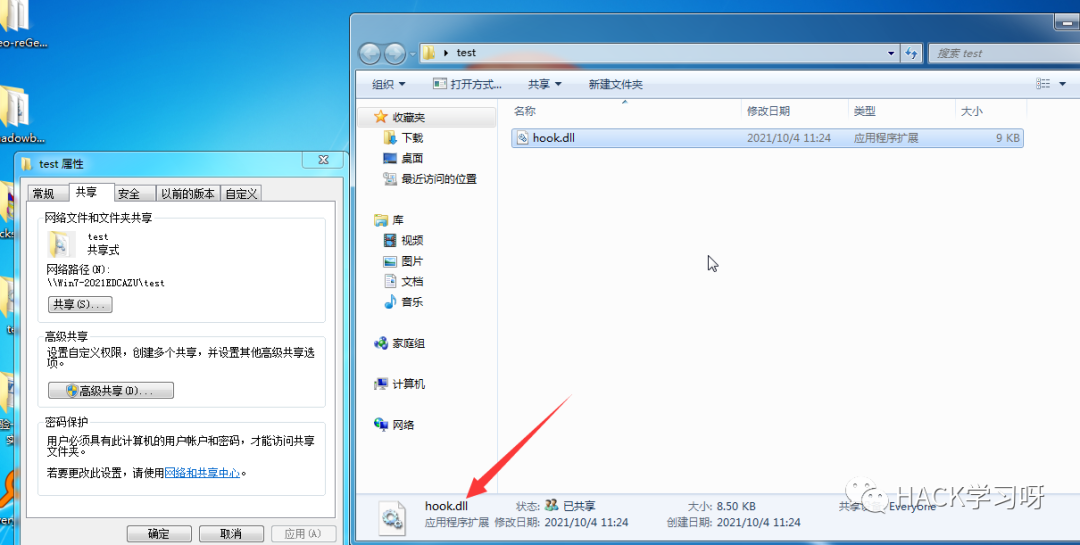 eo-reGe...
adowb...
test 属性
常规 共享 安全 以前的版本 自定义
网络文件和文件夹共享
test
共享式
网络路径(N):
\\Win7-2021EDCAZU\test
共享(S)...
高级共享
设置自定义权限，创建多个共享，并设置其他高级共享选
项。
高级共享(D)...
密码保护
用户必须具有此计算机的用户帐户和密码，才能访问共享
文件夹。
若要更改此设置，请使用网络和共享中心。
确定 取消 应用(A)
test
搜索 test
组织 打开方式... 共享 新建文件夹
名称 修改日期 类型 大小
hook.dll 2021/10/4 11:24 应用程序扩展 9 KB
收藏夹
下载
桌面
最近访问的位置
库
视频
图片
文档
音乐
家庭组
计算机
网络
hook.dll 状态: 已共享 大小: 8.50 KB Everyone
应用程序扩展 修改日期: 2021/10/4 11:24 创建日期: 2021/10/4 11:24
HACK学习呀